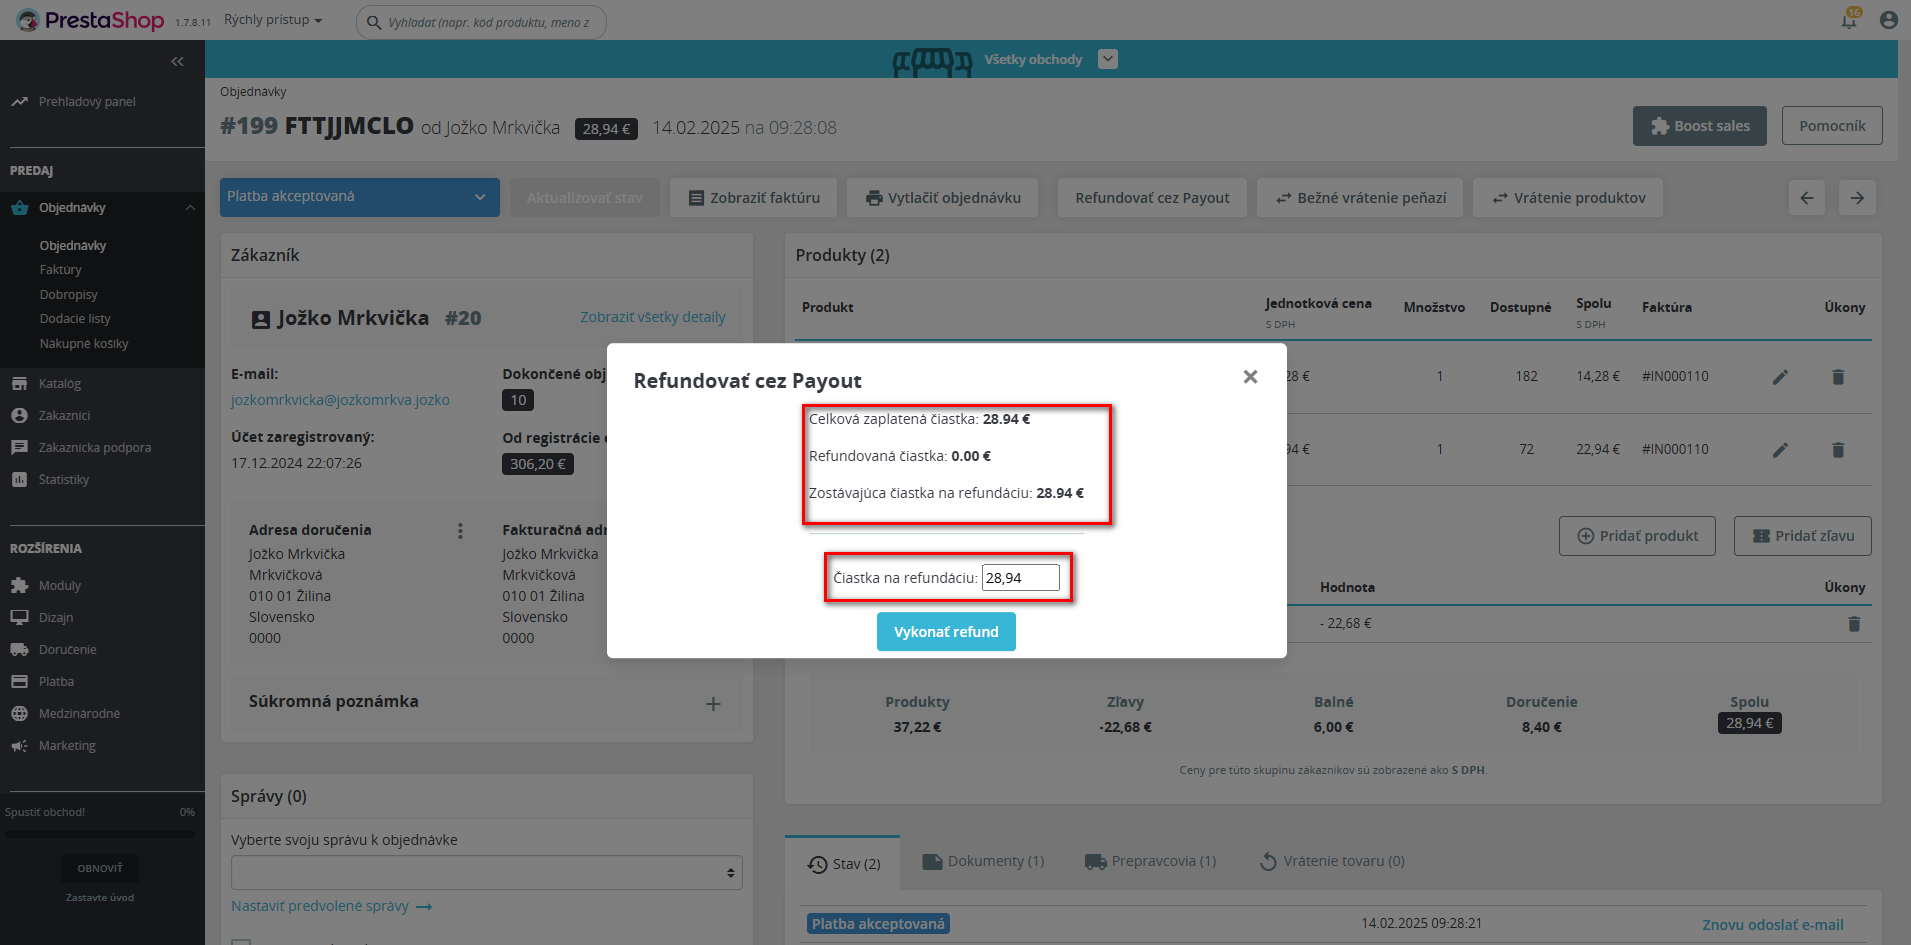 PrestaShop 1.7.8.11 Rýchly prístup
Vyhľadať (napr. kód produktu, meno z
16
Všetky obchody
Prehľadový panel
PREDAJ
Objednávky
Objednávky
Faktúry
Dobropisy
Dodacie listy
Nákupné košíky
Katalóg
Zákazníci
Zákaznícka podpora
Štatistiky
ROZŠÍRENIA
Moduly
Dizajn
Doručenie
Platba
Medzinárodné
Marketing
Spustiť obchod! 0%
OBNOVIŤ
Zastavte úvod
Objednávky
#199 FTTJJMCLO od Jožko Mrkvička 28,94 € 14.02.2025 na 09:28:08
Boost sales
Pomocník
Platba akceptovaná
Aktualizovať stav
Zobraziť faktúru
Vytlačiť objednávku
Refundovať cez Payout
Bežné vrátenie peňazí
Vrátenie produktov
Zákazník
Jožko Mrkvička #20
Zobraziť všetky detaily
E-mail:
jozkomrkvicka@jozkomrkva.jozko
Dokončené obj
10
Účet zaregistrovaný:
17.12.2024 22:07:26
Od registrácie
306,20 €
Adresa doručenia
Jožko Mrkvička
Mrkvičková
010 01 Žilina
Slovensko
0000
Fakturačná adr
Jožko Mrkvička
Mrkvičková
010 01 Žilina
Slovensko
0000
Súkromná poznámka
Správy (0)
Vyberte svoju správu k objednávke
Nastaviť predvolené správy
Produkty (2)
Produkt
Jednotková cena
S DPH
Množstvo
Dostupné
Spolu
S DPH
Faktúra
Úkony
28 € 1 182 14,28 € #IN000110
94 € 1 72 22,94 € #IN000110
Pridať produkt
Pridať zľavu
Hodnota
Úkony
- 22,68 €
Produkty
37,22 €
Zľavy
-22,68 €
Balné
6,00 €
Doručenie
8,40 €
Spolu
28,94 €
Ceny pre túto skupinu zákazníkov sú zobrazené ako S DPH.
Stav (2)
Dokumenty (1)
Prepravcovia (1)
Vrátenie tovaru (0)
Platba akceptovaná 14.02.2025 09:28:21 Znovu odoslať e-mail
Refundovať cez Payout
Celková zaplatená čiastka: 28.94 €
Refundovaná čiastka: 0.00 €
Zostávajúca čiastka na refundáciu: 28.94 €
Čiastka na refundáciu: 28,94
Vykonať refund